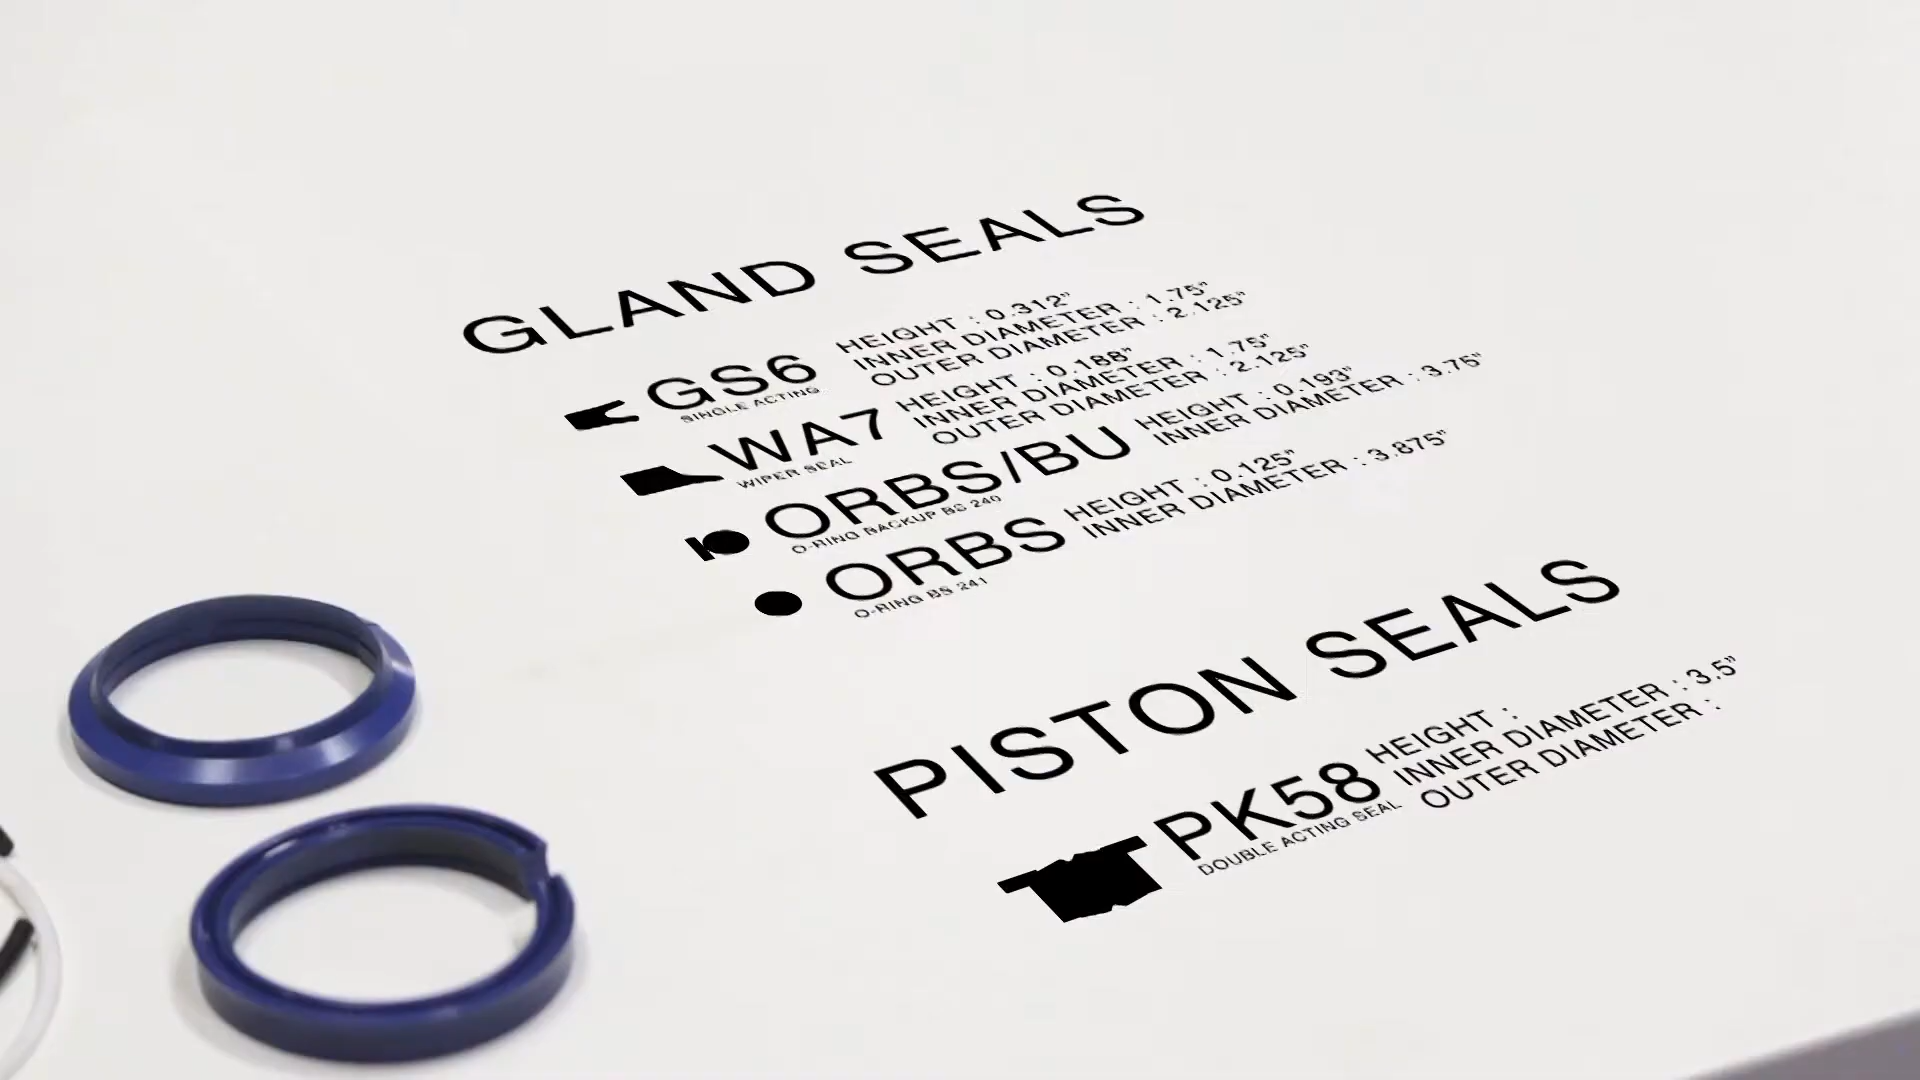 GLAND SEALS
GS6
SINGLE ACTING
HEIGHT : 0.312"
INNER DIAMETER : 1.75"
OUTER DIAMETER : 2.125"
WA7
WIPER SEAL
HEIGHT : 0.188"
INNER DIAMETER : 1.75"
OUTER DIAMETER : 2.125"
ORBS/BU
O-RING BACKUP BS 240
HEIGHT : 0.193"
INNER DIAMETER : 3.75"
ORBS
O-RING BS 241
HEIGHT : 0.125"
INNER DIAMETER : 3.875"
PISTON SEALS
PK58
DOUBLE ACTING SEAL
HEIGHT :
INNER DIAMETER : 3.5"
OUTER DIAMETER :